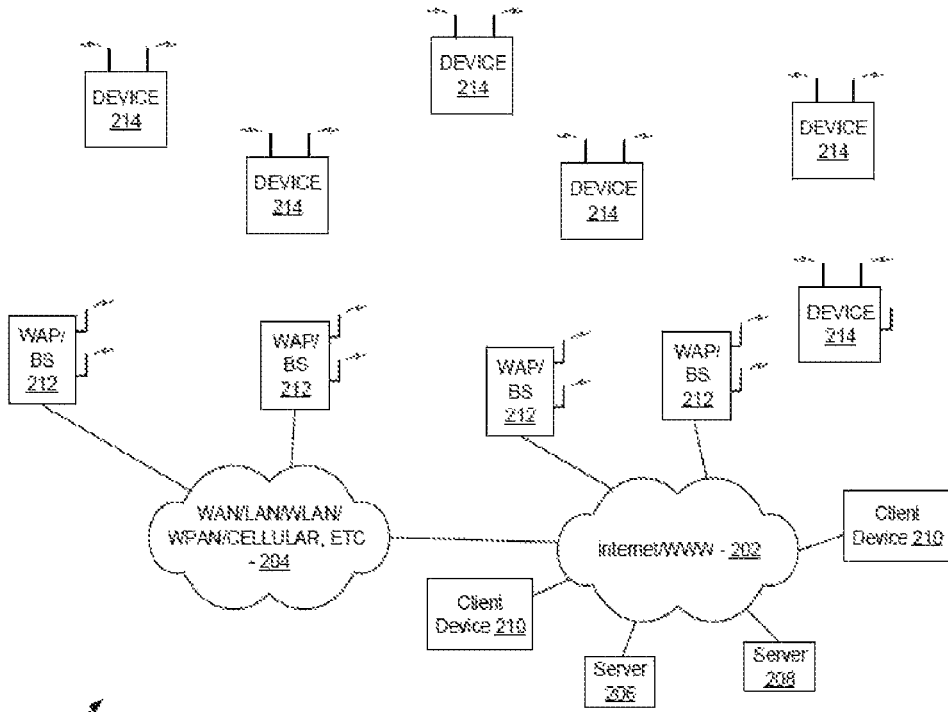 DEVICE
214
DEVICE
214
DEVICE
214
DEVICE
214
DEVICE
214
WAP/
BS
212
WAP/
BS
212
WAP/
BS
212
WAP/
BS
212
DEVICE
214
WAN/LAN/WLAN/
WPAN/CELLULAR, ETC
- 204
Internet/WWW - 202
Client
Device 210
Client
Device 210
Server
206
Server
208